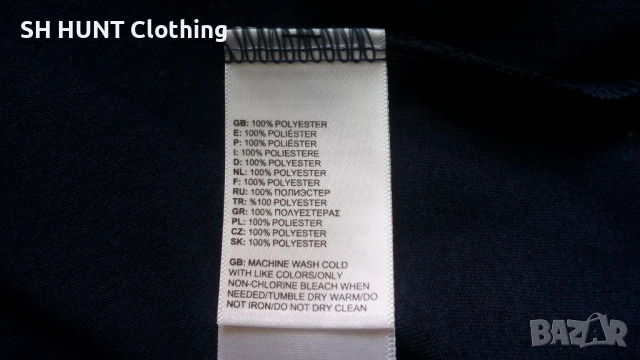 SH HUNT Clothing
GB: 100% POLYESTER
E: 100% POLIÉSTER
P: 100% POLIÉSTER
I: 100% POLIESTERE
D: 100% POLYESTER
NL: 100% POLYESTER
F: 100% POLYESTER
RU: 100% ПОЛИЭСТЕР
TR: %100 POLYESTER
GR: 100% ΠΟΛΥΕΣΤΕΡΑΣ
PL: 100% POLIESTER
CZ: 100% POLYESTER
SK: 100% POLYESTER
GB: MACHINE WASH COLD
WITH LIKE COLORS/ONLY
NON-CHLORINE BLEACH WHEN
NEEDED/TUMBLE DRY WARM/DO
NOT IRON/DO NOT DRY CLEAN
BAZAR